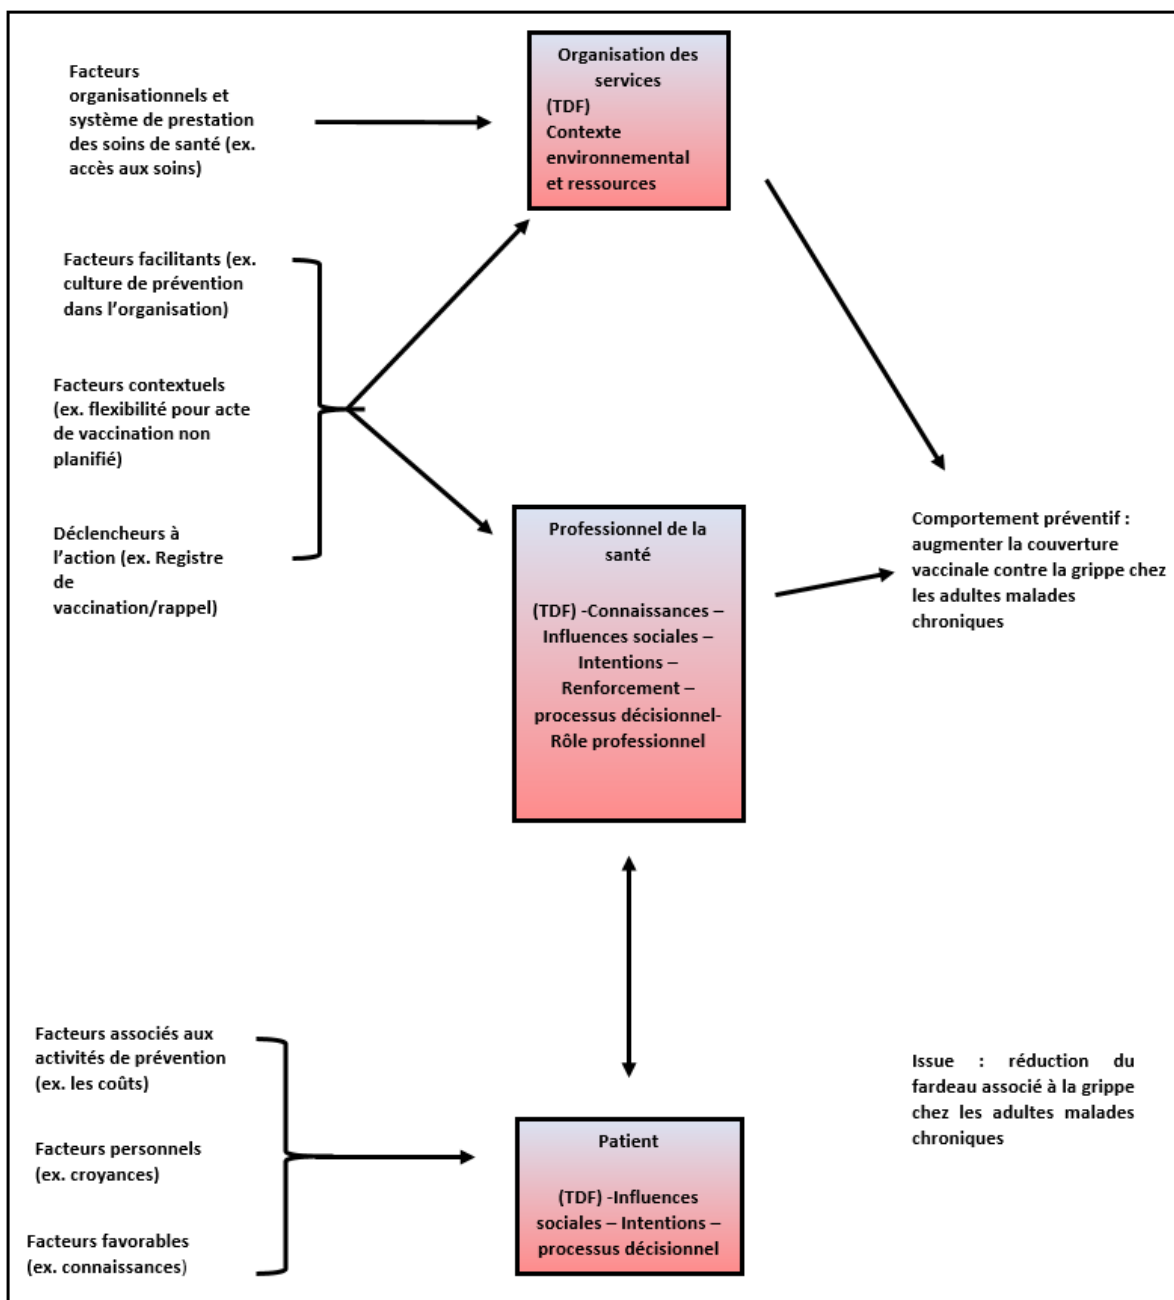 Facteurs
organisationnels et
système de prestation
des soins de santé (ex.
accès aux soins)
Organisation des
services
(TDF)
Contexte
environnemental
et ressources
Facteurs facilitants (ex.
culture de prévention
dans l’organisation)
Facteurs contextuels
(ex. flexibilité pour acte
de vaccination non
planifié)
Déclencheurs à
l’action (ex. Registre
de
vaccination/rappel)
Professionnel de la
santé
(TDF) -Connaissances –
Influences sociales –
Intentions –
Renforcement –
processus décisionnel-
Rôle professionnel
Comportement préventif :
augmenter la couverture
vaccinale contre la grippe chez
les adultes malades
chroniques
Facteurs associés aux
activités de prévention
(ex. les coûts)
Facteurs personnels
(ex. croyances)
Facteurs favorables
(ex. connaissances)
Patient
(TDF) -Influences
sociales – Intentions –
processus décisionnel
Issue : réduction du
fardeau associé à la grippe
chez les adultes malades
chroniques